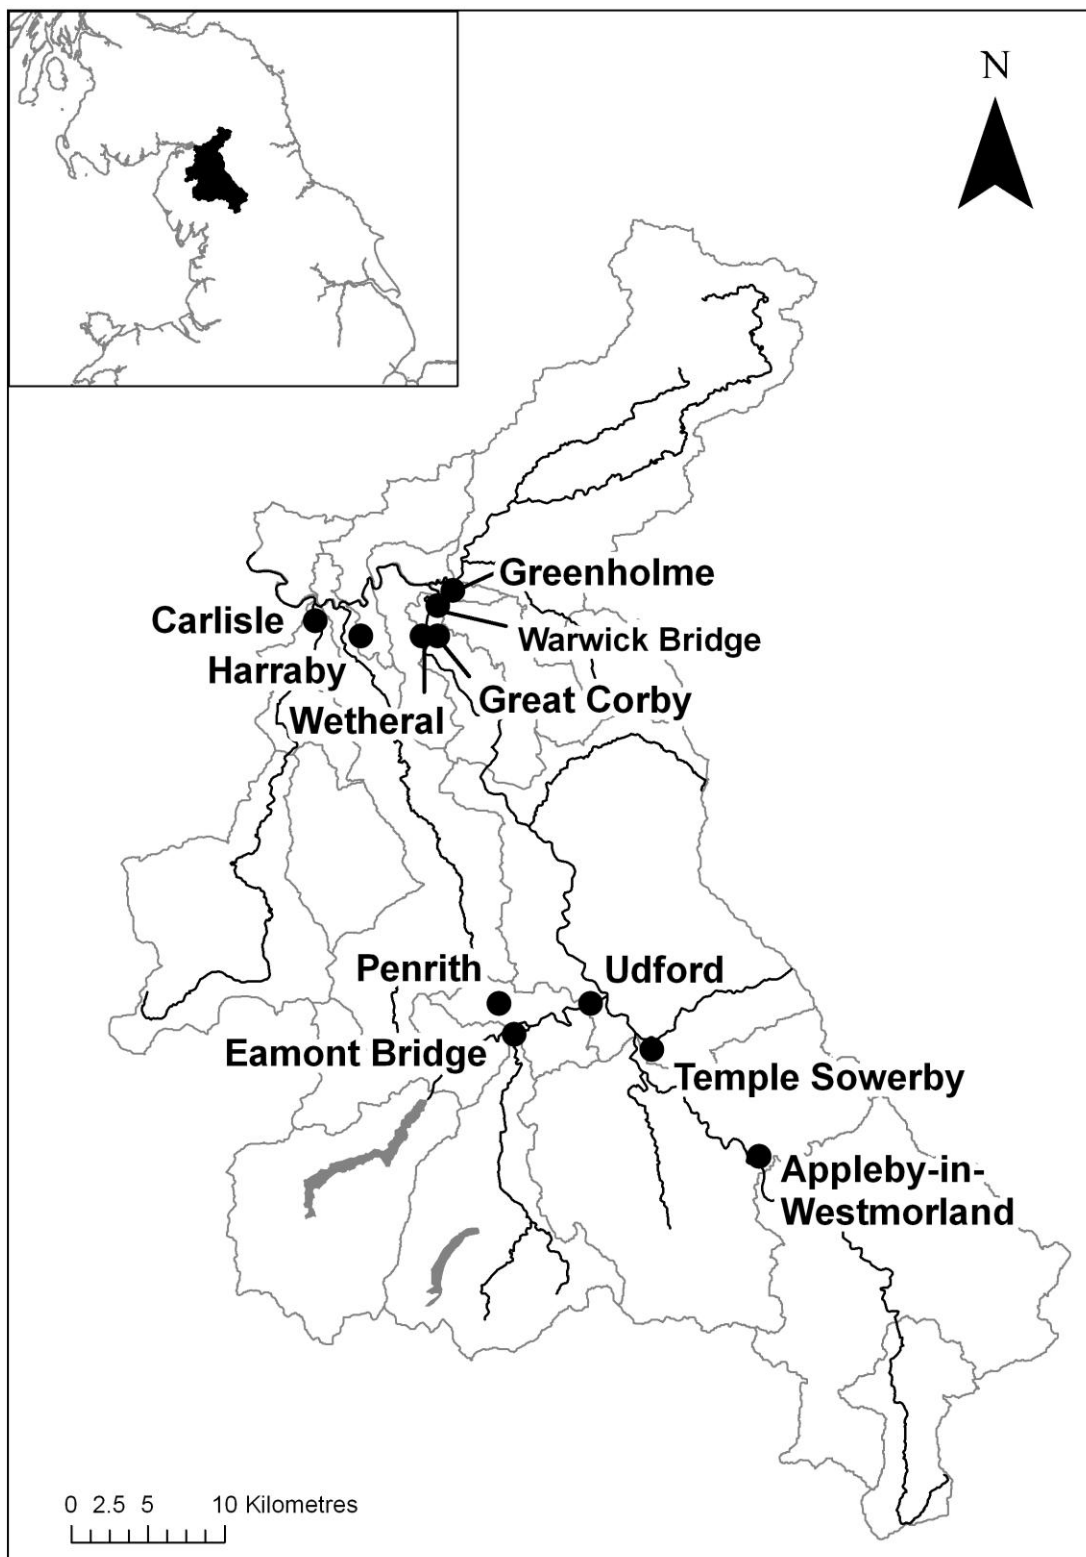 N
Greenholme
Carlisle
Warwick Bridge
Harraby
Great Corby
Wetheral
Penrith
Udford
Eamont Bridge
Temple Sowerby
Appleby-in-
Westmorland
0 2.5 5 10 Kilometres